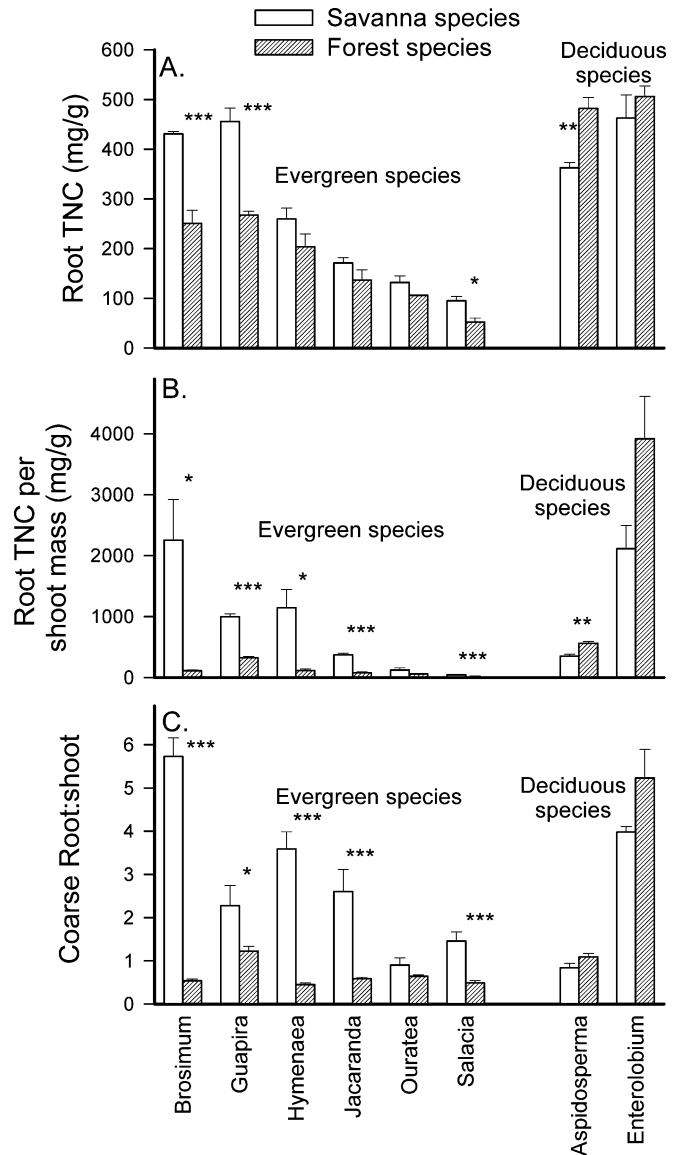 Savanna species
Forest species
A.
Deciduous
species
Root TNC (mg/g)
600
500
400
300
200
100
0
***
***
Evergreen species
*
**
B.
Root TNC per
shoot mass (mg/g)
4000
3000
2000
1000
0
*
***
Evergreen species
*
***
***
Deciduous
species
**
C.
Coarse Root:shoot
6
5
4
3
2
1
0
***
*
Evergreen species
***
***
***
Deciduous
species
Brosimum
Guapira
Hymenaea
Jacaranda
Ouratea
Salacia
Aspidosperma
Enterolobium